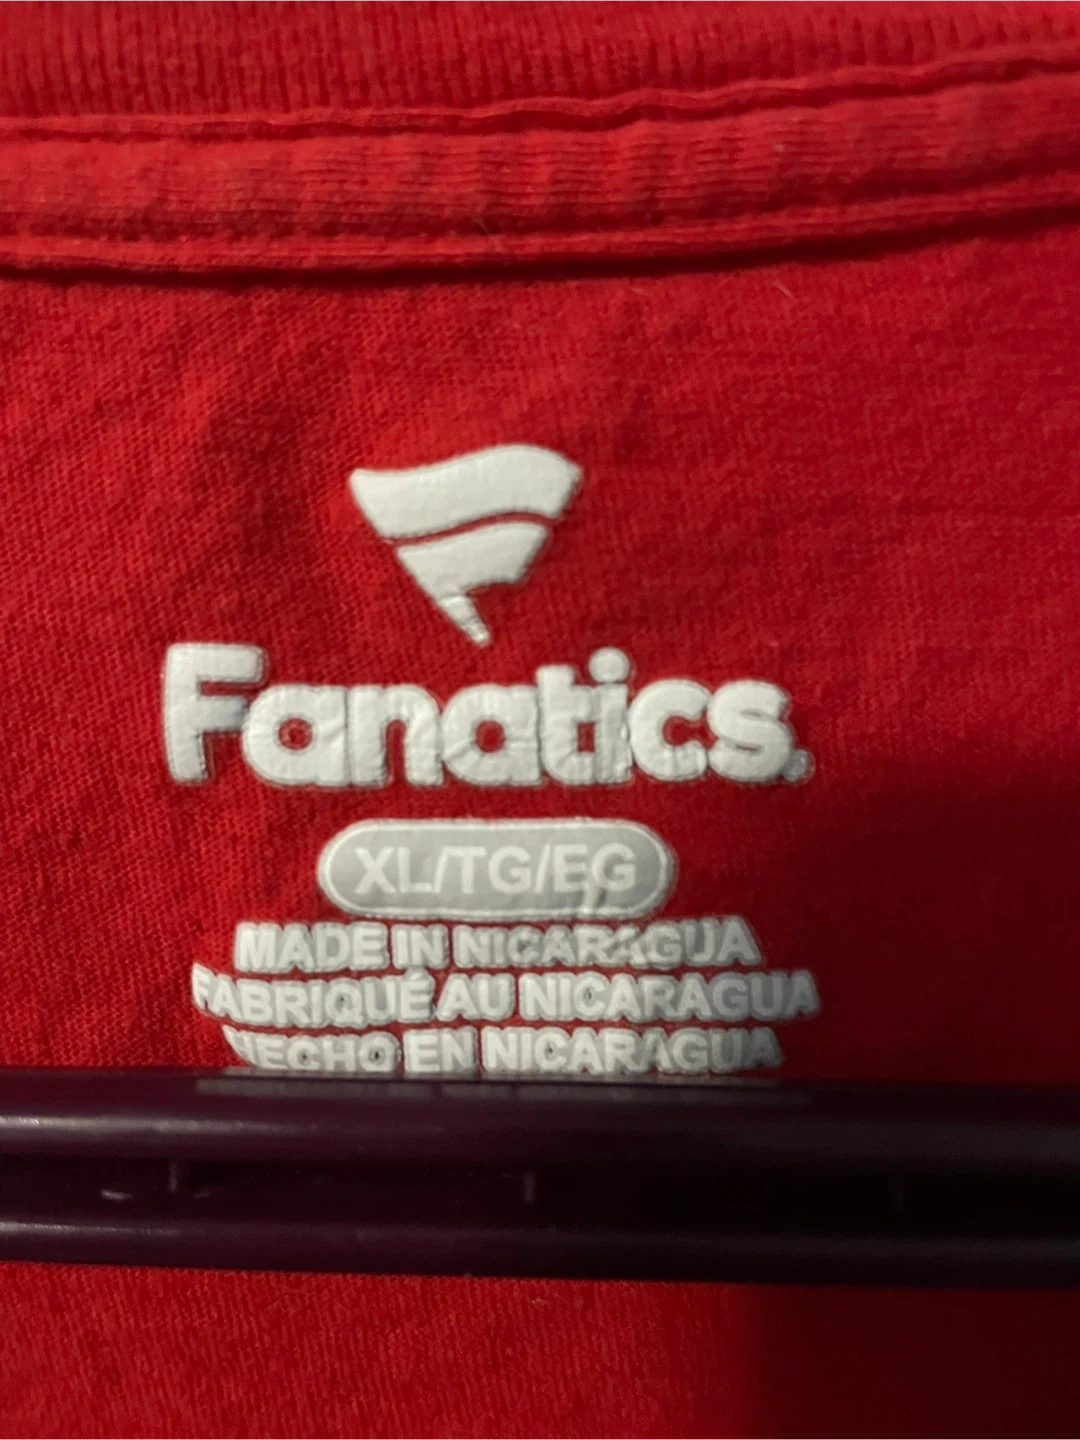 Fanatics
XL/TG/EG
MADE IN NICARAGUA
FABRIQUÉ AU NICARAGUA
HECHO EN NICARAGUA